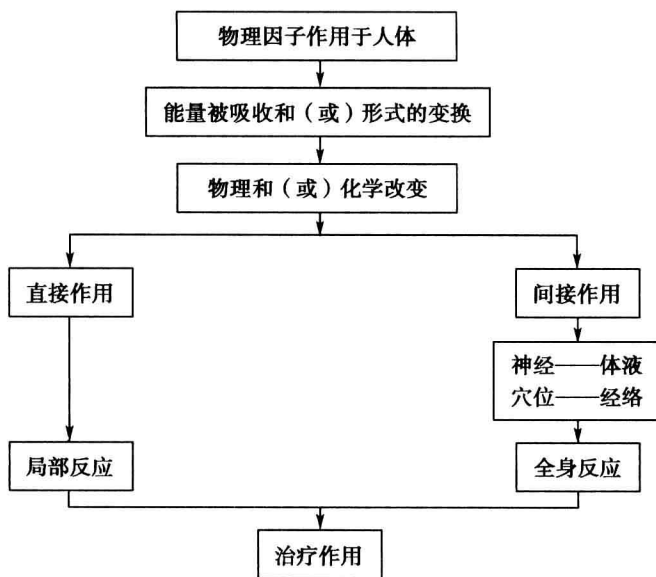 物理因子作用于人体
能量被吸收和（或）形式的变换
物理和（或）化学改变
直接作用
间接作用
神经——体液
穴位——经络
局部反应
全身反应
治疗作用